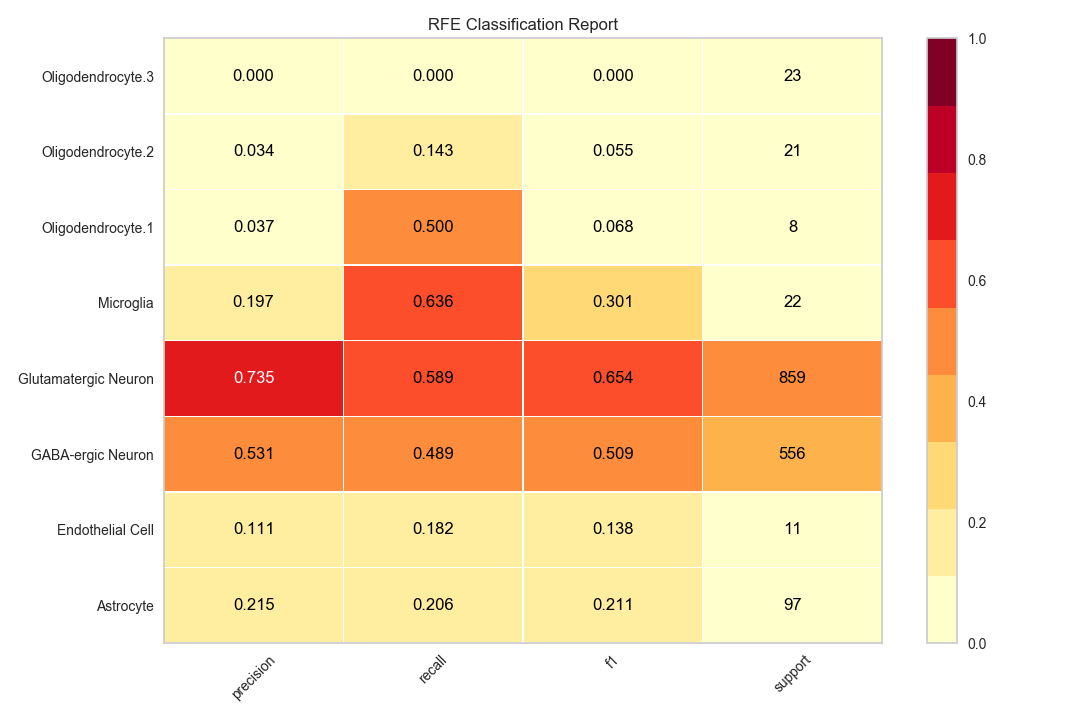 RFE Classification Report
Oligodendrocyte.3 0.000 0.000 0.000 23
Oligodendrocyte.2 0.034 0.143 0.055 21
Oligodendrocyte.1 0.037 0.500 0.068 8
Microglia 0.197 0.636 0.301 22
Glutamatergic Neuron 0.735 0.589 0.654 859
GABA-ergic Neuron 0.531 0.489 0.509 556
Endothelial Cell 0.111 0.182 0.138 11
Astrocyte 0.215 0.206 0.211 97
precision recall f1 support
1.0
0.8
0.6
0.4
0.2
0.0